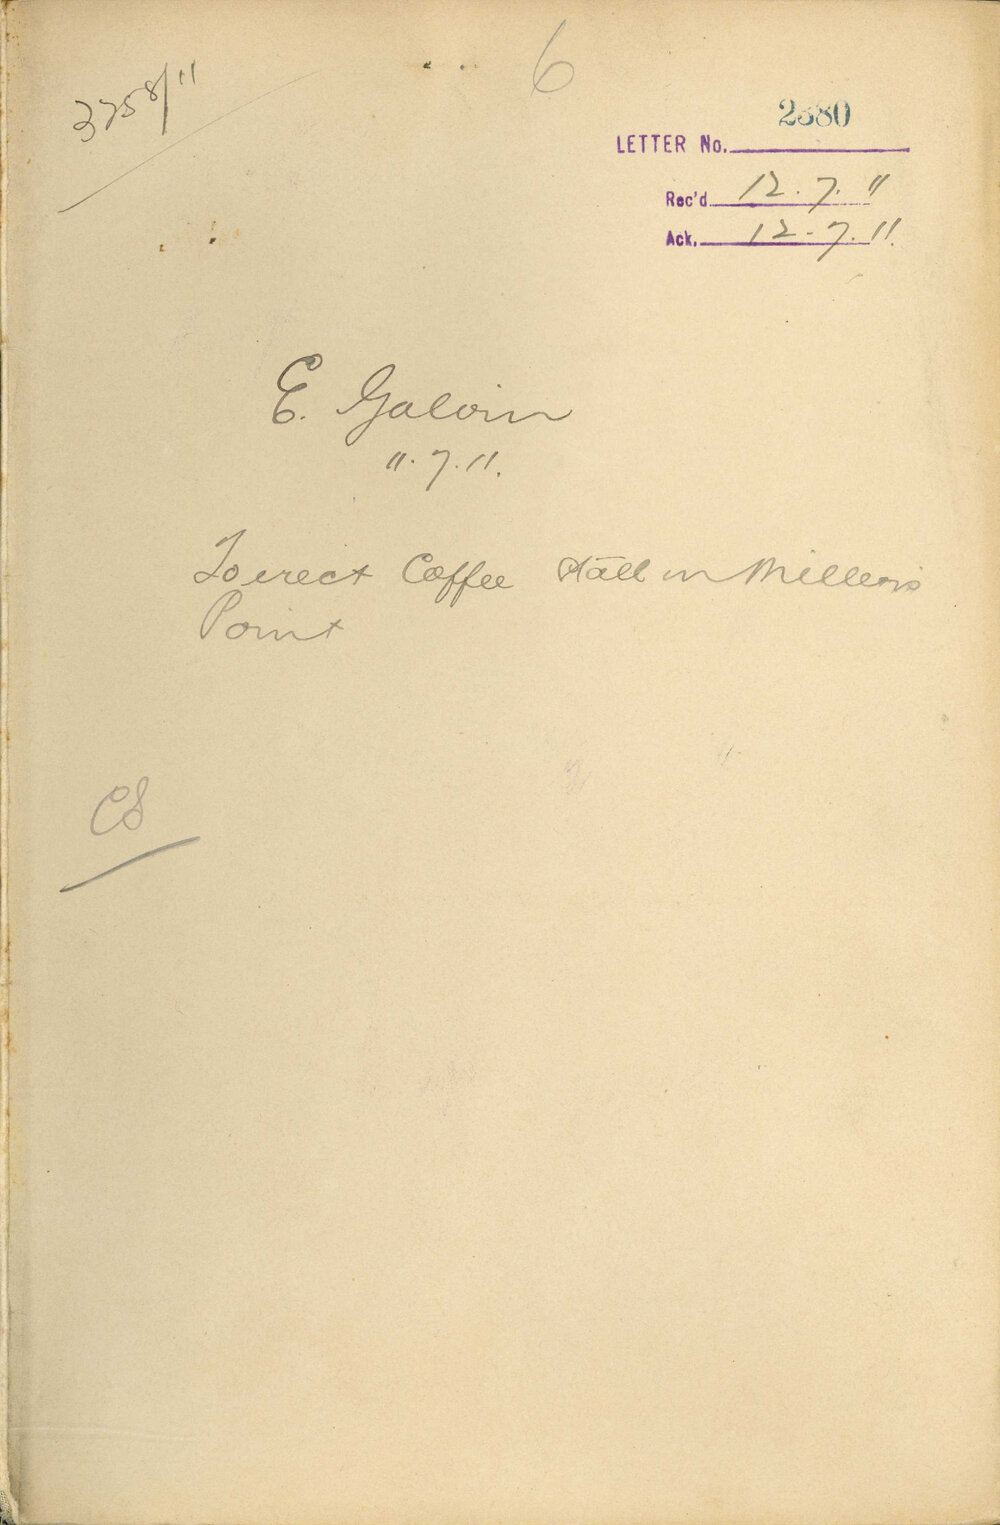 3758/11
6
2380
LETTER No.
Rec'd 12.7.11
Ack. 12.7.11.
E. Galvin
11.7.11.
To erect Coffee Stall in Millers
Point
CS